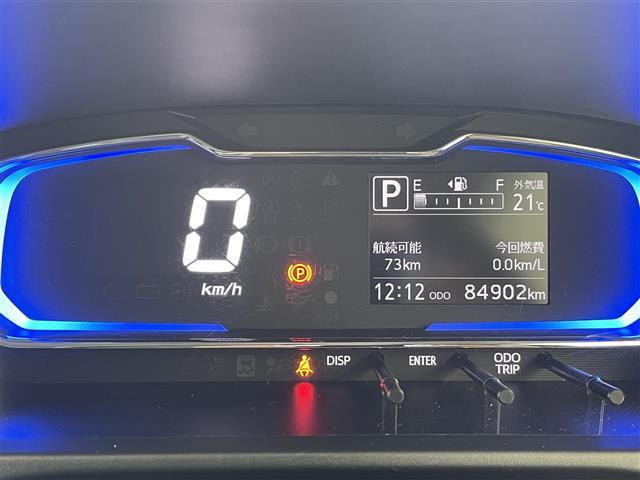 0
km/h
P
CVT
P
E F
外気温
21℃
航続可能 今回燃費
73km 0.0km/L
12:12 ODO 84902km
DISP
ENTER
ODO
TRIP